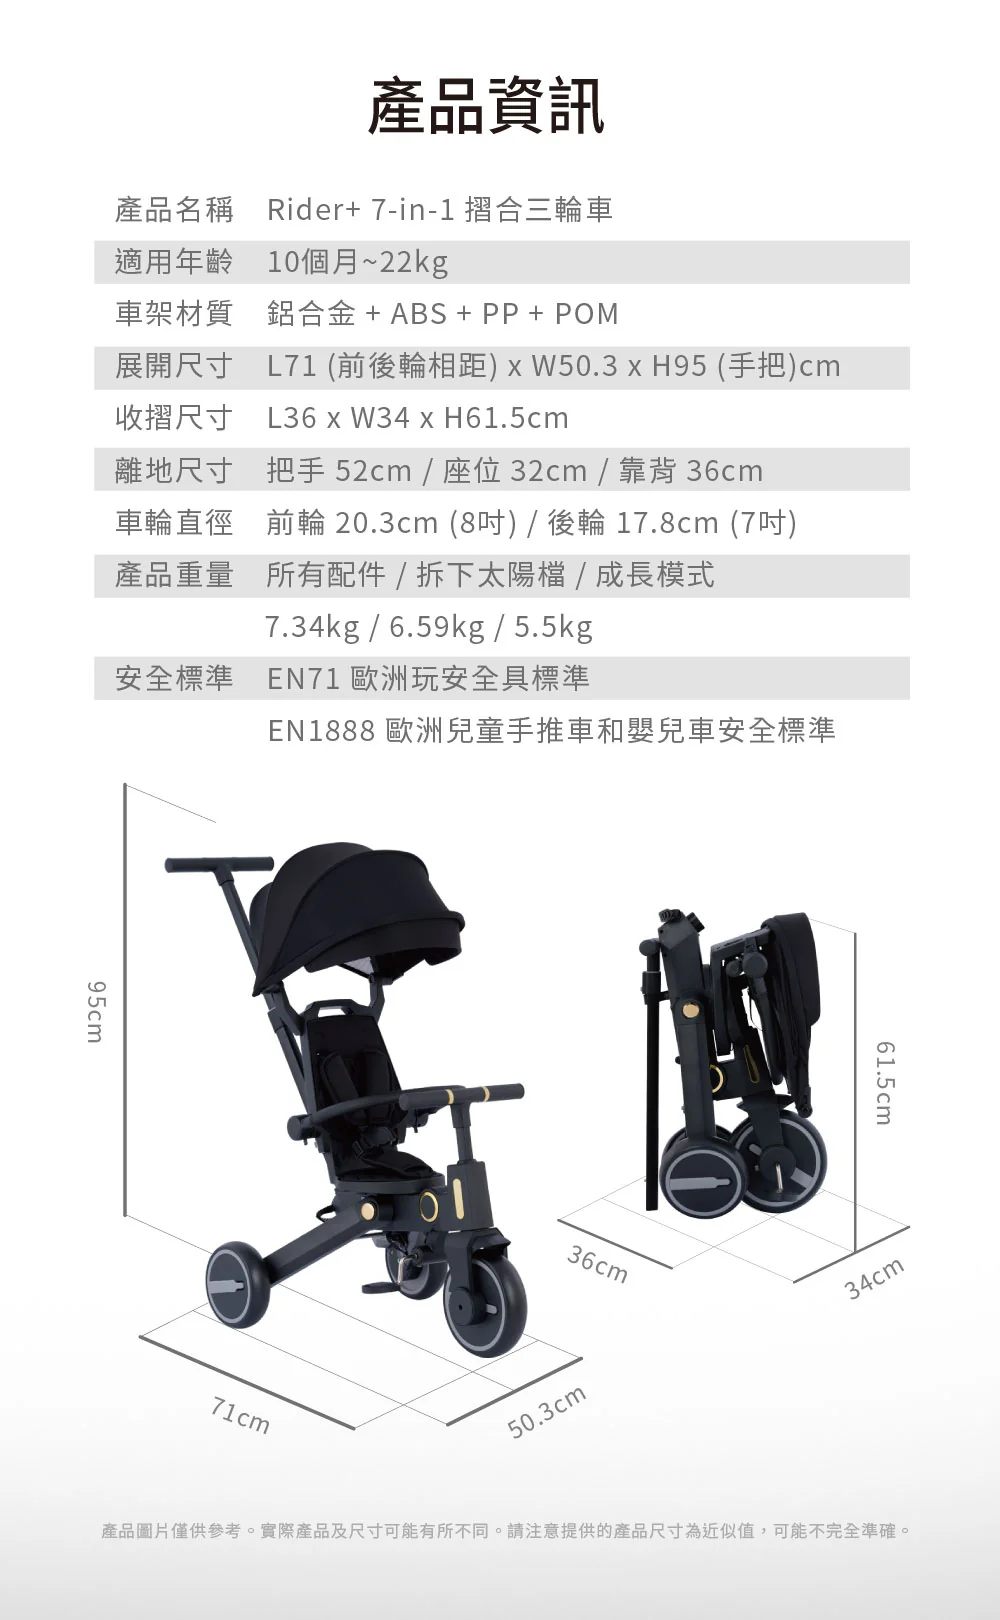 產品資訊
產品名稱 Rider+ 7-in-1 摺合三輪車
適用年齡 10個月~22kg
車架材質 鋁合金 + ABS + PP + POM
展開尺寸 L71 (前後輪相距) x W50.3 x H95 (手把)cm
收摺尺寸 L36 x W34 x H61.5cm
離地尺寸 把手 52cm / 座位 32cm / 靠背 36cm
車輪直徑 前輪 20.3cm (8吋) / 後輪 17.8cm (7吋)
產品重量 所有配件 / 拆下太陽檔 / 成長模式
7.34kg / 6.59kg / 5.5kg
安全標準 EN71 歐洲玩安全具標準
EN1888 歐洲兒童手推車和嬰兒車安全標準
95cm
61.5cm
36cm
34cm
71cm
50.3cm
產品圖片僅供參考。實際產品及尺寸可能有所不同。請注意提供的產品尺寸為近似值，可能不完全準確。